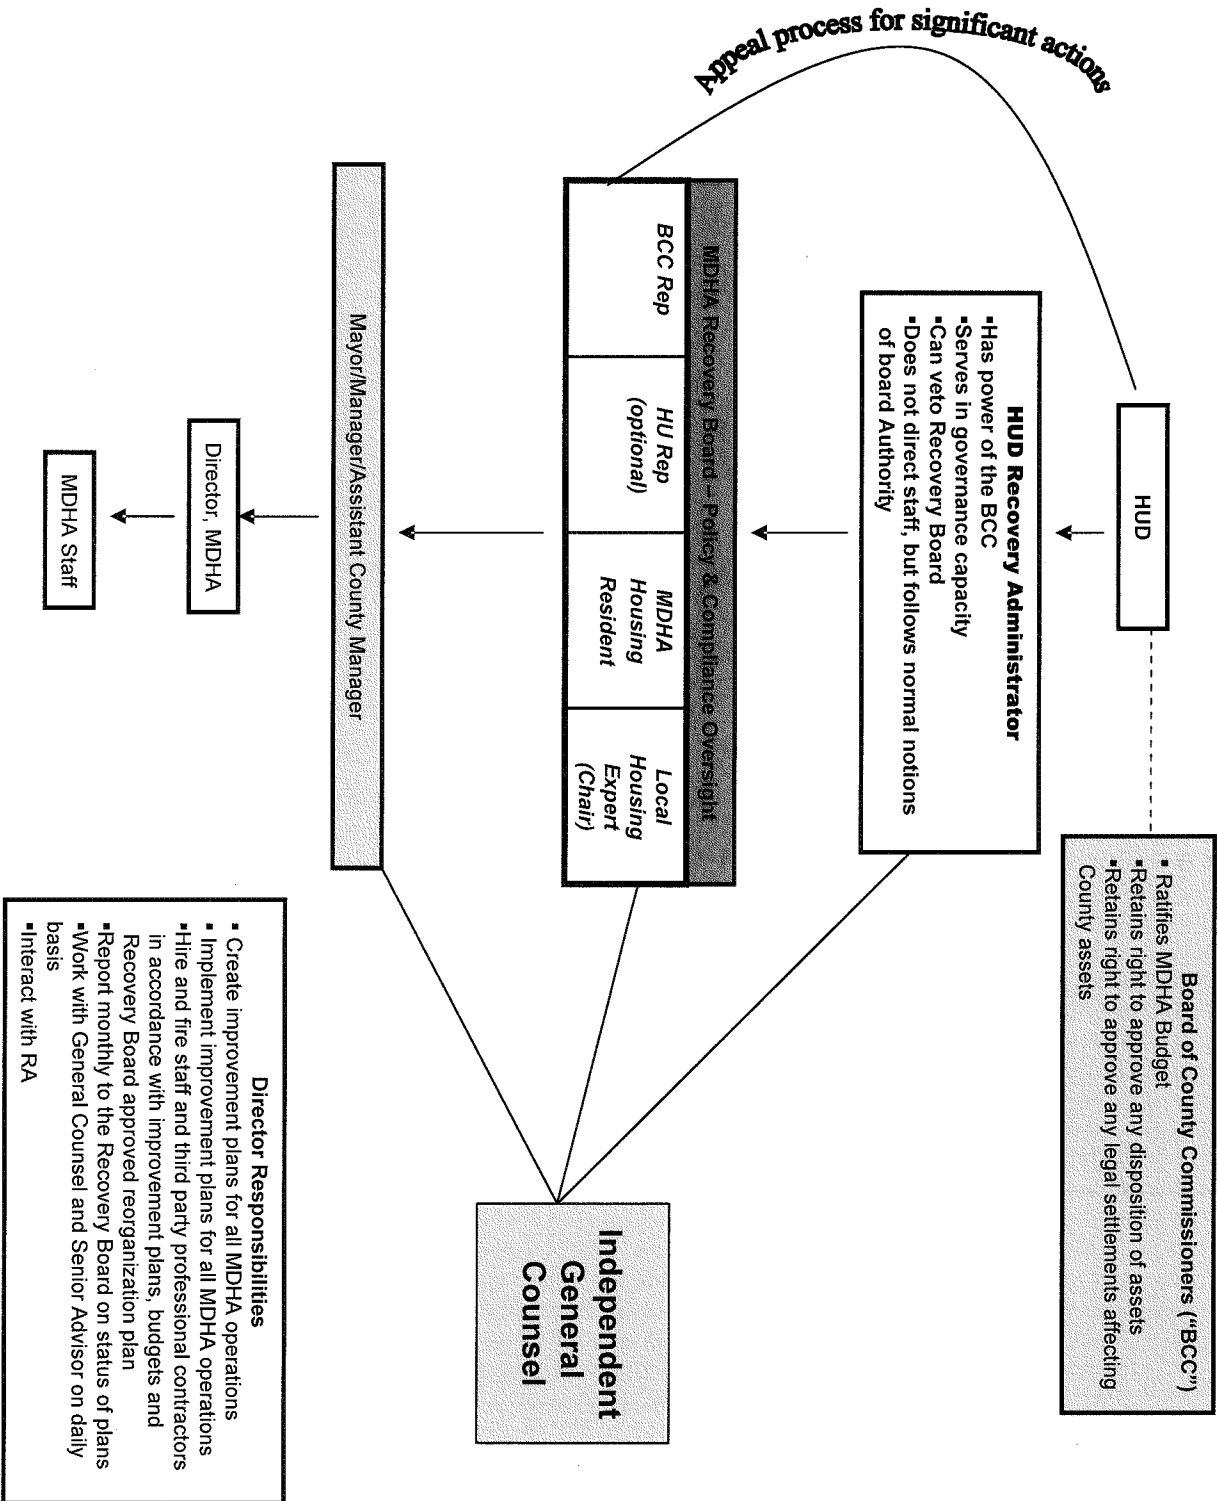 Appeal process for significant actions
HUD
Board of County Commissioners (“BCC”)
▪ Ratifies MDHA Budget
▪Retains right to approve any disposition of assets
▪Retains right to approve any legal settlements affecting
County assets
HUD Recovery Administrator
▪Has power of the BCC
▪Serves in governance capacity
▪Can veto Recovery Board
▪Does not direct staff, but follows normal notions
of board Authority
MDHA Recovery Board – Policy & Compliance Oversight
BCC Rep
HU Rep
(optional)
MDHA
Housing
Resident
Local
Housing
Expert
(Chair)
Independent
General
Counsel
Mayor/Manager/Assistant County Manager
Director, MDHA
MDHA Staff
Director Responsibilities
▪ Create improvement plans for all MDHA operations
▪ Implement improvement plans for all MDHA operations
▪Hire and fire staff and third party professional contractors
in accordance with improvement plans, budgets and
Recovery Board approved reorganization plan
▪Report monthly to the Recovery Board on status of plans
▪Work with General Counsel and Senior Advisor on daily
basis
▪Interact with RA